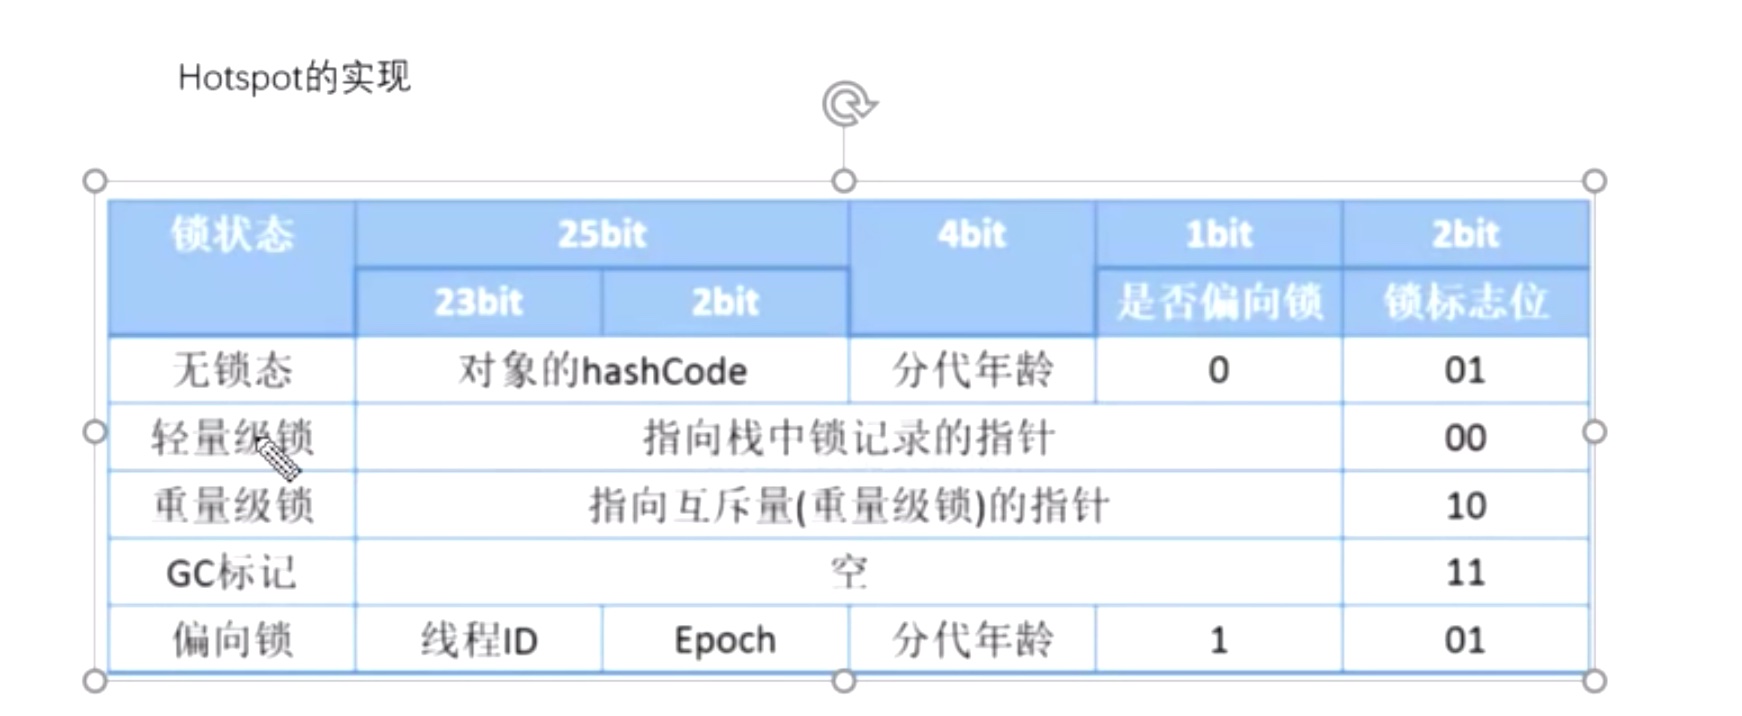 Hotspot的实现
锁状态 25bit 4bit 1bit 2bit
23bit 2bit 是否偏向锁 锁标志位
无锁态 对象的hashCode 分代年龄 0 01
轻量级锁 指向栈中锁记录的指针 00
重量级锁 指向互斥量(重量级锁)的指针 10
GC标记 空 11
偏向锁 线程ID Epoch 分代年龄 1 01